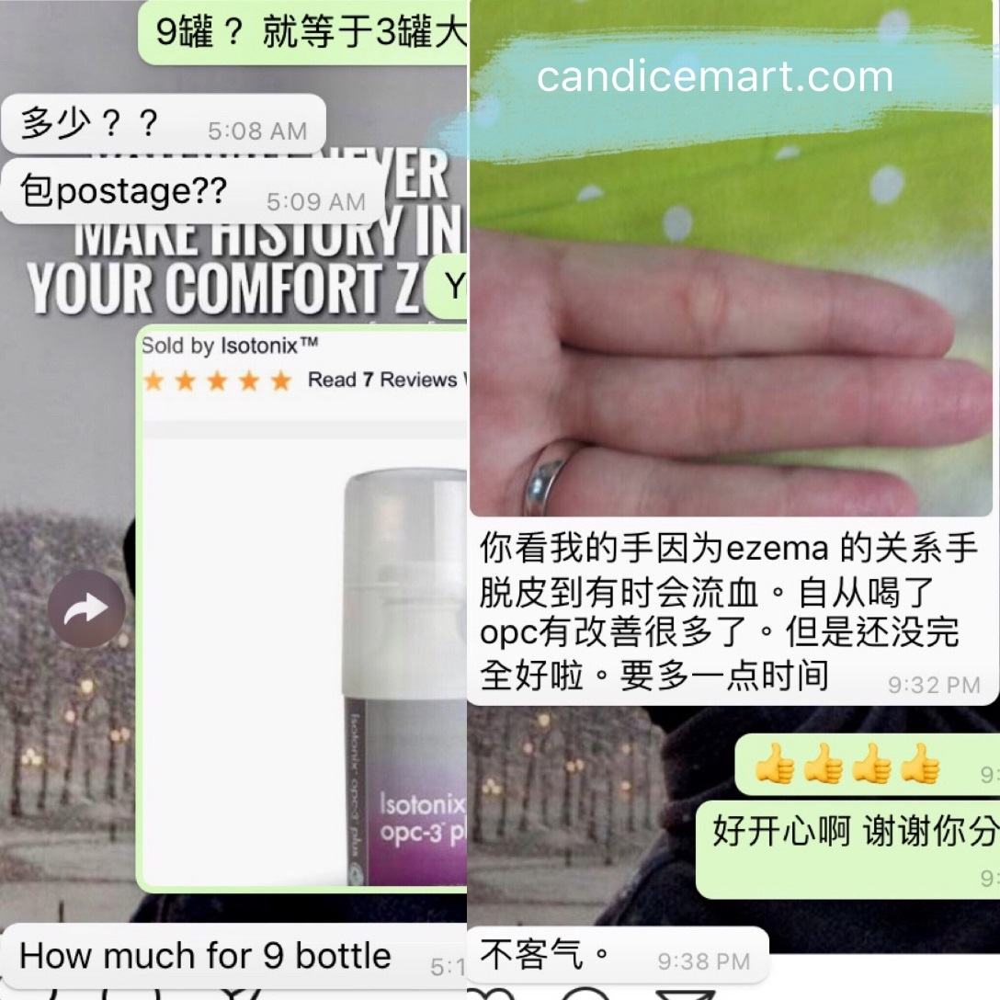 9罐？ 就等于3罐大
多少？？ 5:08 AM
包postage?? 5:09 AM
MAKE HISTORY IN
YOUR COMFORT Z
Y
Sold by Isotonix™
Read 7 Reviews
Isotonix opc-3 plus
Isotonix
opc-3 pl
How much for 9 bottle 5:1
candicemart.com
你看我的手因为ezema 的关系手
脱皮到有时会流血。自从喝了
opc有改善很多了。但是还没完
全好啦。要多一点时间 9:32 PM
👍👍👍👍 9:
好开心啊 谢谢你分
9:
不客气。 9:38 PM